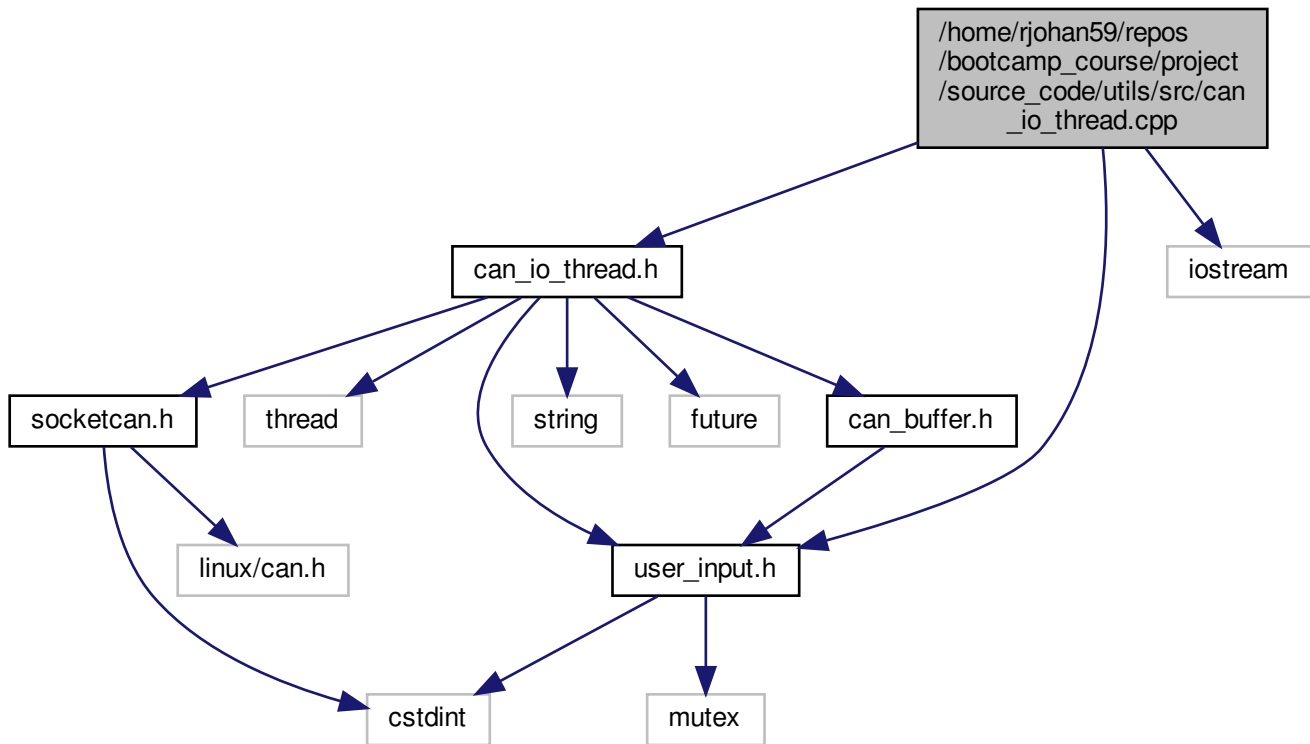 /home/rjohan59/repos
/bootcamp_course/project
/source_code/utils/src/can
_io_thread.cpp
can_io_thread.h
iostream
socketcan.h
thread
string
future
can_buffer.h
linux/can.h
user_input.h
cstdint
mutex